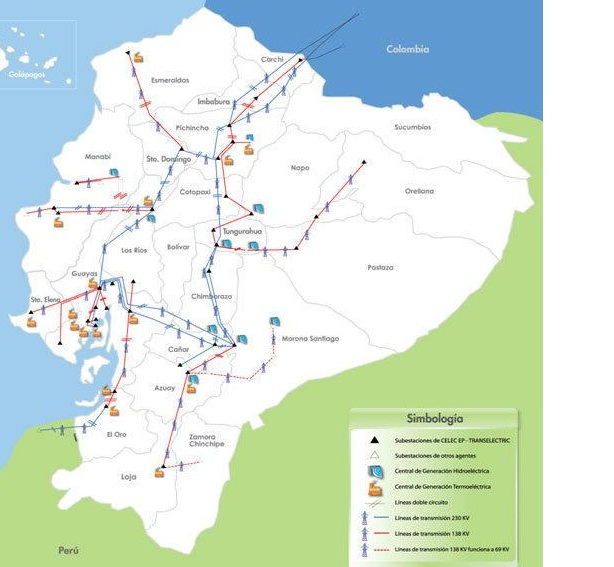 Colombia
Galápagos
Carchi
Esmeraldas
Imbabura
Pichincha
Sucumbíos
Manabí
Sto. Domingo
Napo
Cotopaxi
Orellana
Tungurahua
Los Ríos
Bolívar
Pastaza
Guayas
Sto. Elena
Chimborazo
Morona Santiago
Cañar
Azuay
El Oro
Zamora
Chinchipe
Loja
Perú
Simbología
Subestaciones de CELEC EP - TRANSELECTRIC
Subestaciones de otros agentes
Central de Generación Hidroeléctrica
Central de Generación Termoeléctrica
Líneas doble circuito
Líneas de transmisión 230 KV
Líneas de transmisión 138 KV
Líneas de transmisión 138 KV funciona a 69 KV